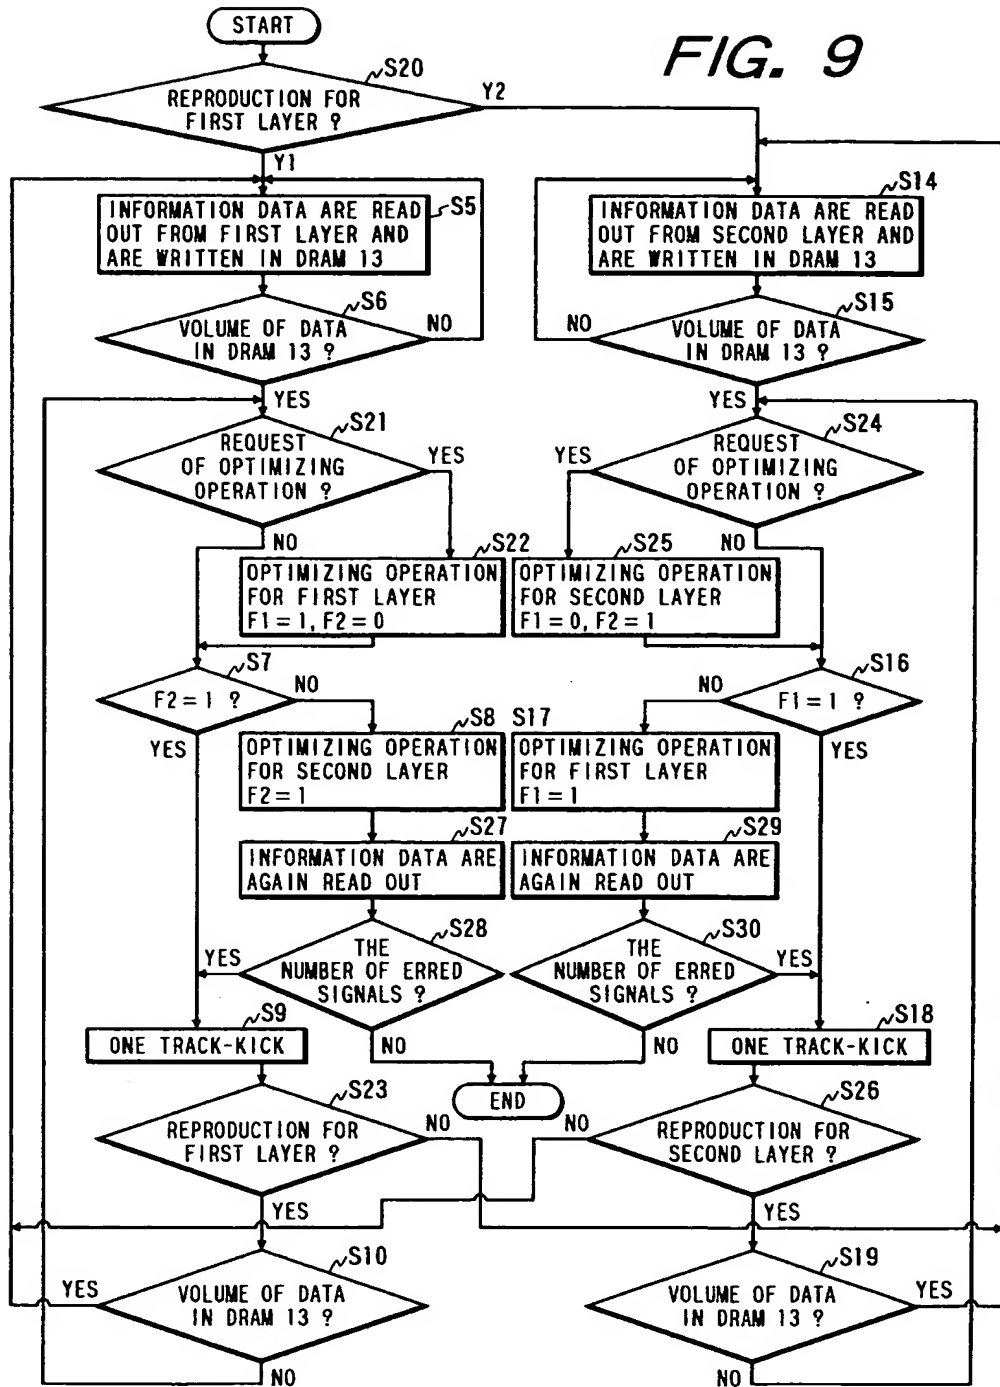 START
FIG. 9
S20
REPRODUCTION FOR
FIRST LAYER ?
Y2
Y1
S5
INFORMATION DATA ARE READ
OUT FROM FIRST LAYER AND
ARE WRITTEN IN DRAM 13
S14
INFORMATION DATA ARE READ
OUT FROM SECOND LAYER AND
ARE WRITTEN IN DRAM 13
S6
VOLUME OF DATA
IN DRAM 13 ?
NO
YES
S15
VOLUME OF DATA
IN DRAM 13 ?
NO
YES
S21
REQUEST
OF OPTIMIZING
OPERATION ?
YES
NO
S24
REQUEST
OF OPTIMIZING
OPERATION ?
YES
NO
S22
OPTIMIZING OPERATION
FOR FIRST LAYER
F1=1, F2=0
S25
OPTIMIZING OPERATION
FOR SECOND LAYER
F1=0, F2=1
S7
F2=1 ?
NO
YES
S16
F1=1 ?
NO
YES
S8
OPTIMIZING OPERATION
FOR SECOND LAYER
F2=1
S17
OPTIMIZING OPERATION
FOR FIRST LAYER
F1=1
S27
INFORMATION DATA ARE
AGAIN READ OUT
S29
INFORMATION DATA ARE
AGAIN READ OUT
S28
THE
NUMBER OF ERRED
SIGNALS ?
YES
NO
S30
THE
NUMBER OF ERRED
SIGNALS ?
YES
NO
S9
ONE TRACK-KICK
S18
ONE TRACK-KICK
END
S23
REPRODUCTION FOR
FIRST LAYER ?
NO
YES
S26
REPRODUCTION FOR
SECOND LAYER ?
NO
YES
S10
VOLUME OF DATA
IN DRAM 13 ?
YES
NO
S19
VOLUME OF DATA
IN DRAM 13 ?
YES
NO